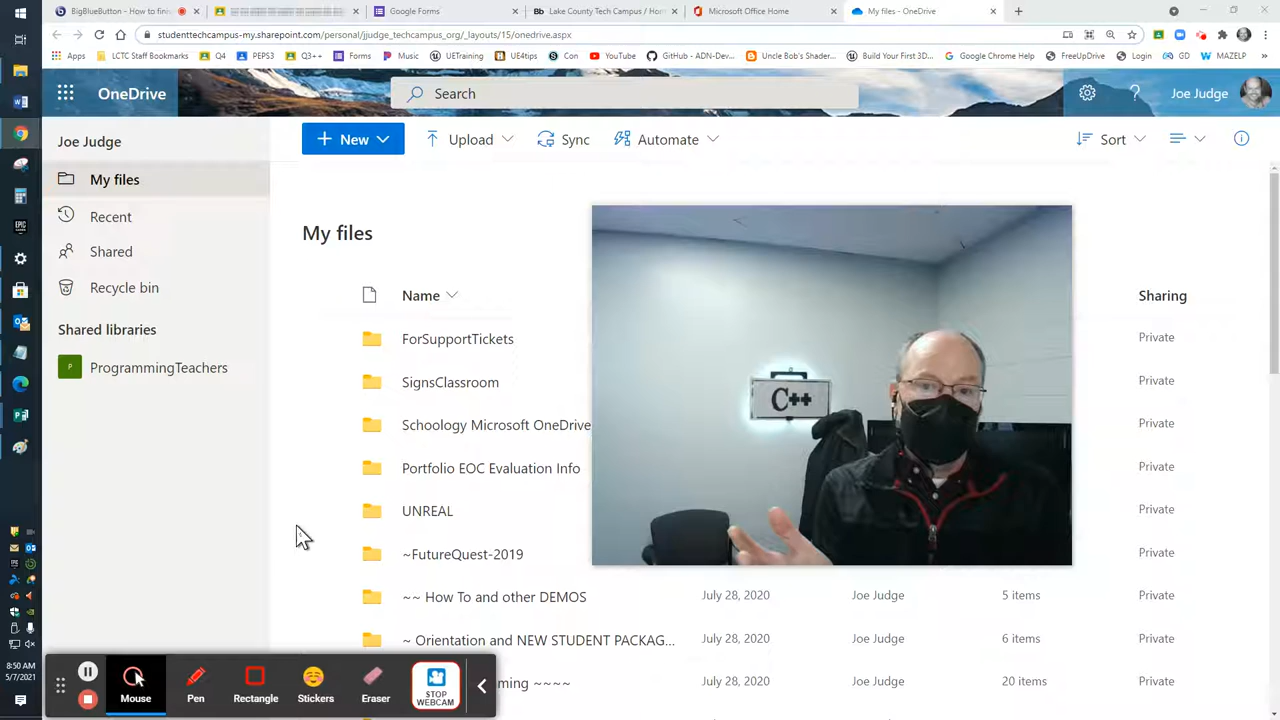 BigBlueButton - How to finis
Google Forms
Bb Lake County Tech Campus / Hom
Microsoft Office Home
My files - OneDrive
studenttechcampus-my.sharepoint.com/personal/jjudge_techcampus_org/_layouts/15/onedrive.aspx
Apps LCTC Staff Bookmarks Q4 PEPS3 Q3++ Forms Music UETraining UE4tips Con YouTube GitHub - ADN-Dev... Uncle Bob's Shader... Build Your First 3D... Google Chrome Help FreeUpDrive Linkin GD MAZELP
OneDrive Search Joe Judge
Joe Judge
New Upload Sync Automate Sort
My files
Recent
Shared
Recycle bin
Shared libraries
P ProgrammingTeachers
My files
Name Sharing
ForSupportTickets Private
SignsClassroom Private
Schoology Microsoft OneDrive Private
Portfolio EOC Evaluation Info Private
UNREAL Private
~FutureQuest-2019 Private
~~ How To and other DEMOS July 28, 2020 Joe Judge 5 items Private
~ Orientation and NEW STUDENT PACKAG... July 28, 2020 Joe Judge 6 items Private
ming ~~~~ July 28, 2020 Joe Judge 20 items Private
C++
EPIC
8:50 AM
5/7/2021
Mouse Pen Rectangle Stickers Eraser STOP WEBCAM